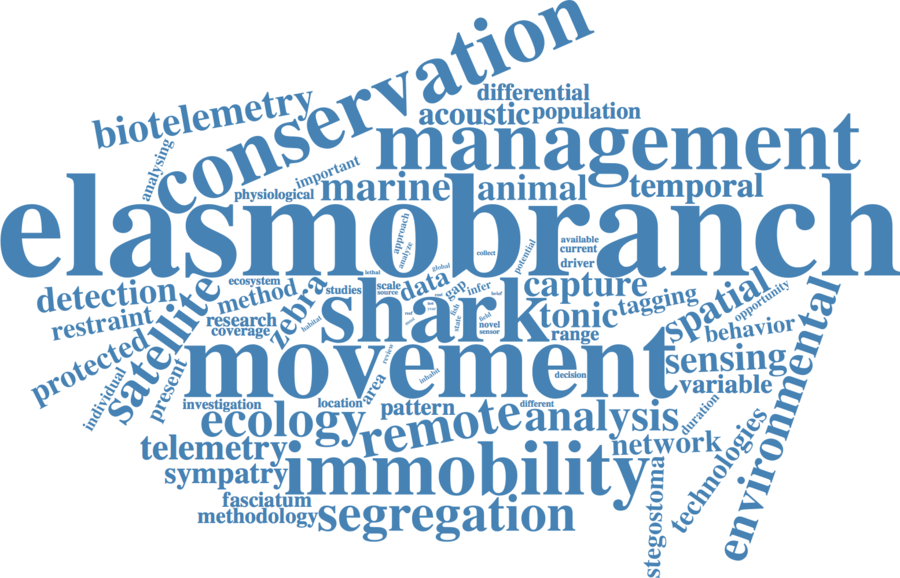 conservation
differential
biotelemetry
acoustic
population
management
analysing
important
physiological
marine
animal
temporal
elasmobranch
approach
analyze
collect
potential
available
current
driver
global
lethal
ecosystem
zebra
studies
scale
source
data
gap
infer
brief
capture
detection
satellite
method
habitat
shark
fish
state
field
novel
sensor
tonic
tagging
spatial
opportunity
restraint
research
coverage
range
behavior
environmental
protected
movement
review
inhabit
decision
sensing
variable
individual
present
area
investigation
location
pattern
different
duration
ecology
remote
analysis
network
telemetry
technologies
sympatry
immobility
stegostoma
fasciatum
methodology
segregation